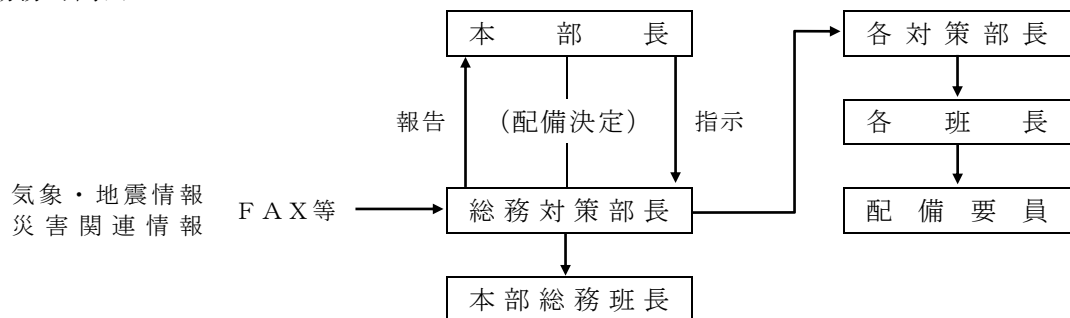 本部長
各対策部長
報告
(配備決定)
指示
各班長
気象・地震情報
災害関連情報
ＦＡＸ等
総務対策部長
配備要員
本部総務班長